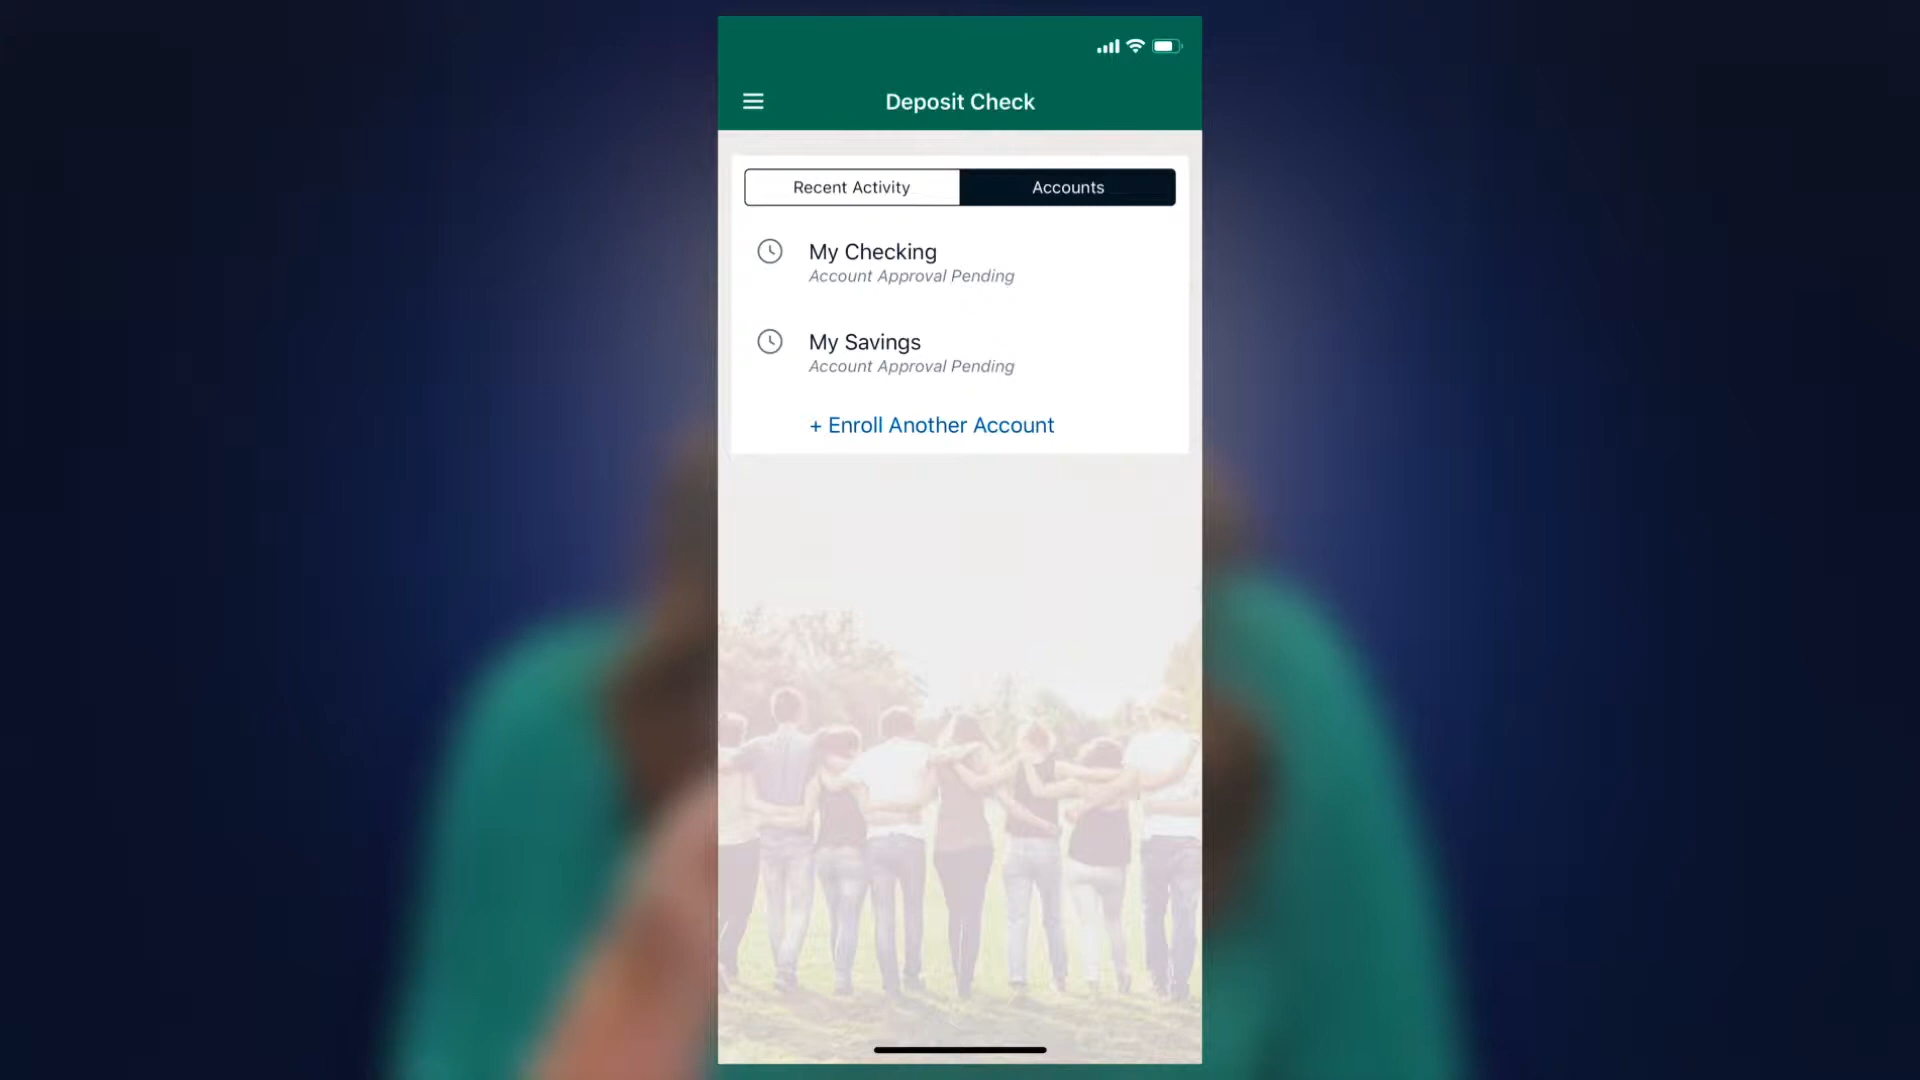 Deposit Check
Recent Activity
Accounts
My Checking
Account Approval Pending
My Savings
Account Approval Pending
+ Enroll Another Account